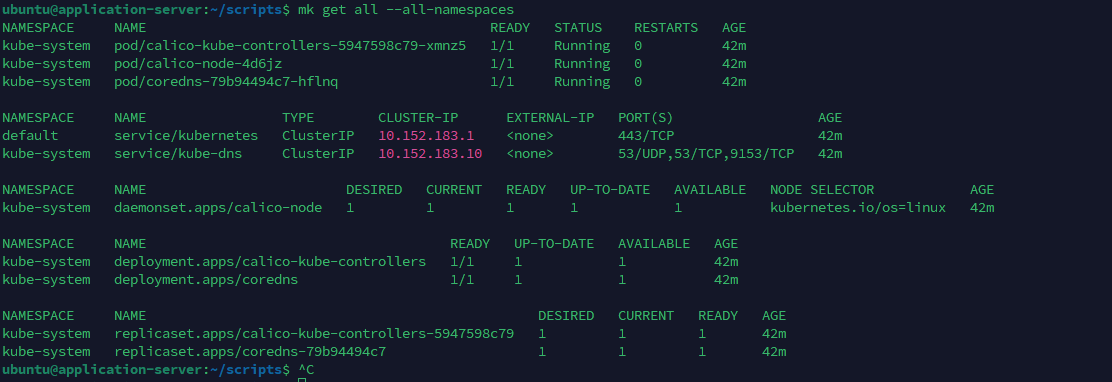 ubuntu@application-server:~/scripts$ mk get all --all-namespaces
NAMESPACE NAME READY STATUS RESTARTS AGE
kube-system pod/calico-kube-controllers-5947598c79-xmnz5 1/1 Running 0 42m
kube-system pod/calico-node-4d6jz 1/1 Running 0 42m
kube-system pod/coredns-79b94494c7-hflnq 1/1 Running 0 42m
NAMESPACE NAME TYPE CLUSTER-IP EXTERNAL-IP PORT(S) AGE
default service/kubernetes ClusterIP 10.152.183.1 <none> 443/TCP 42m
kube-system service/kube-dns ClusterIP 10.152.183.10 <none> 53/UDP,53/TCP,9153/TCP 42m
NAMESPACE NAME DESIRED CURRENT READY UP-TO-DATE AVAILABLE NODE SELECTOR AGE
kube-system daemonset.apps/calico-node 1 1 1 1 1 kubernetes.io/os=linux 42m
NAMESPACE NAME READY UP-TO-DATE AVAILABLE AGE
kube-system deployment.apps/calico-kube-controllers 1/1 1 1 42m
kube-system deployment.apps/coredns 1/1 1 1 42m
NAMESPACE NAME DESIRED CURRENT READY AGE
kube-system replicaset.apps/calico-kube-controllers-5947598c79 1 1 1 42m
kube-system replicaset.apps/coredns-79b94494c7 1 1 1 42m
ubuntu@application-server:~/scripts$ ^C